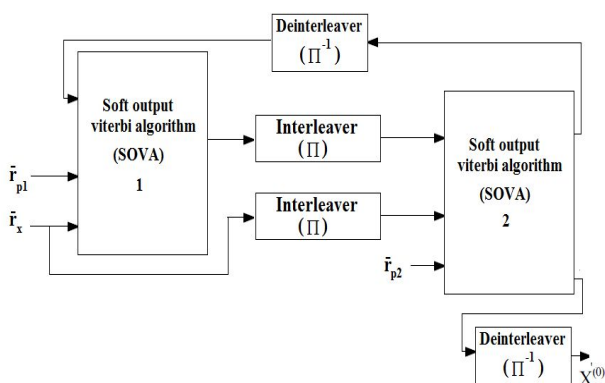 Deinterleaver
(∏⁻¹)
Soft output
viterbi algorithm
(SOVA)
1
Interleaver
(∏)
Interleaver
(∏)
Soft output
viterbi algorithm
(SOVA)
2
r̄p1
r̄x
r̄p2
Deinterleaver
(∏⁻¹)
X'(0)